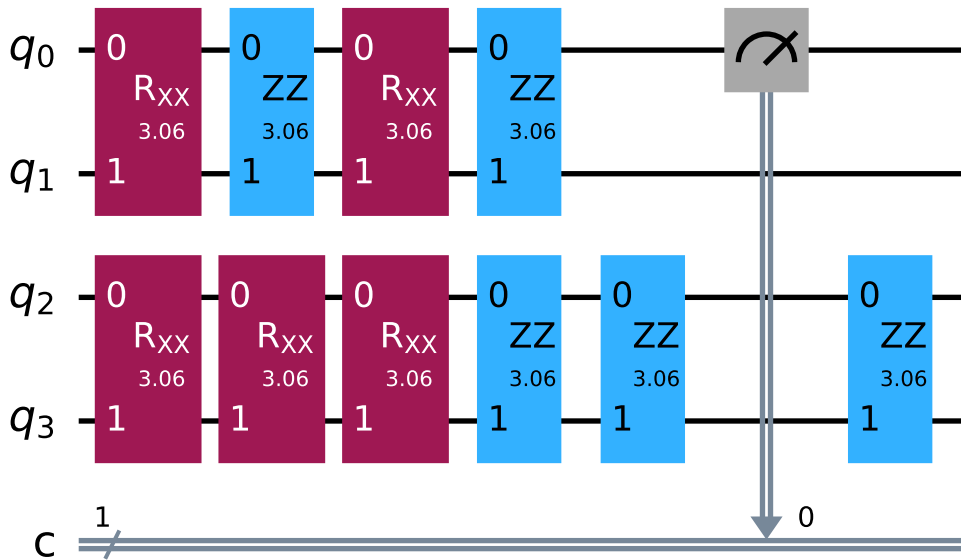 q0 0 0 0 0
RXX ZZ RXX ZZ
3.06 3.06 3.06 3.06
q1 1 1 1 1
q2 0 0 0 0 0 0
RXX RXX RXX ZZ ZZ ZZ
3.06 3.06 3.06 3.06 3.06 3.06
q3 1 1 1 1 1 1
1 0
c